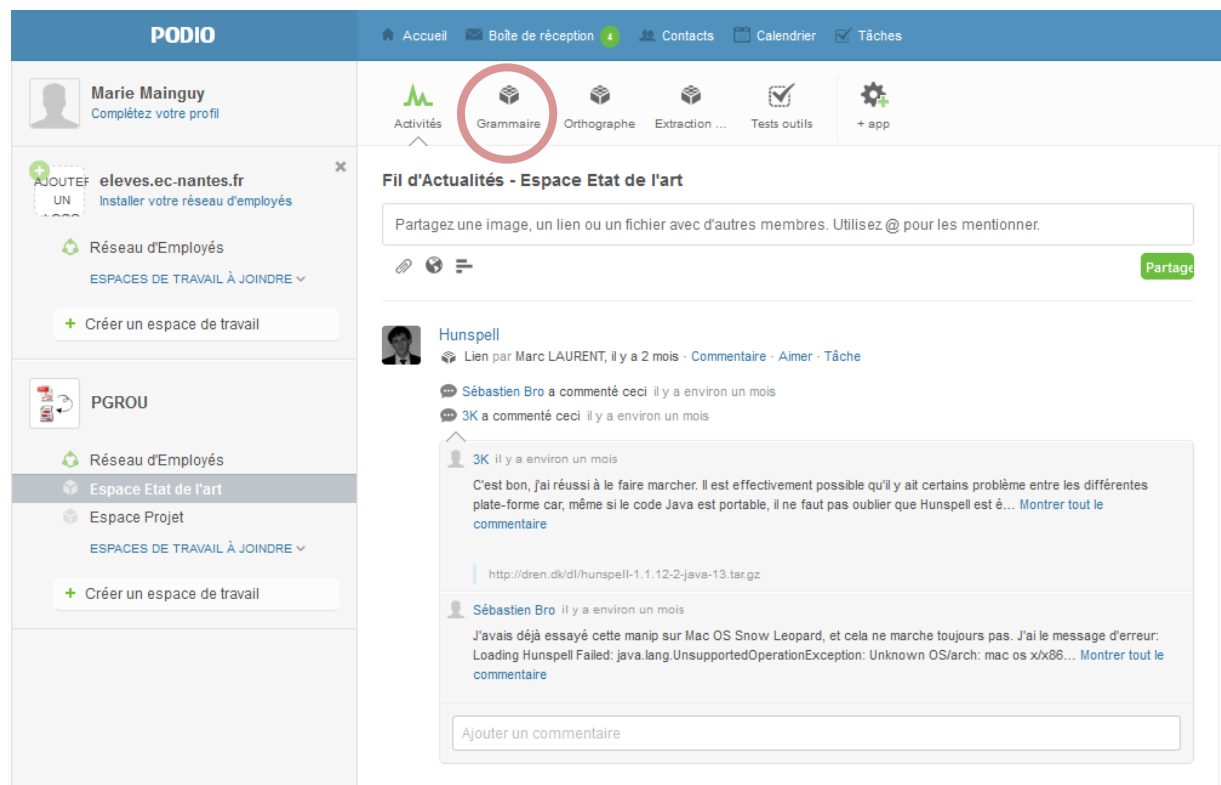 PODIO
Accueil
Boîte de réception 4
Contacts
Calendrier
Tâches
Marie Mainguy
Complétez votre profil
Activités
Grammaire
Orthographe
Extraction ...
Tests outils
+ app
AJOUTER
UN
eleves.ec-nantes.fr
Installer votre réseau d'employés
Réseau d'Employés
ESPACES DE TRAVAIL À JOINDRE
+ Créer un espace de travail
PGROU
Réseau d'Employés
Espace Etat de l'art
Espace Projet
ESPACES DE TRAVAIL À JOINDRE
+ Créer un espace de travail
Fil d'Actualités - Espace Etat de l'art
Partagez une image, un lien ou un fichier avec d'autres membres. Utilisez @ pour les mentionner.
Partage
Hunspell
Lien par Marc LAURENT, il y a 2 mois · Commentaire · Aimer · Tâche
Sébastien Bro a commenté ceci il y a environ un mois
3K a commenté ceci il y a environ un mois
3K il y a environ un mois
C'est bon, j'ai réussi à le faire marcher. Il est effectivement possible qu'il y ait certains problème entre les différentes
plate-forme car, même si le code Java est portable, il ne faut pas oublier que Hunspell est é... Montrer tout le
commentaire
http://dren.dk/dl/hunspell-1.1.12-2-java-13.tar.gz
Sébastien Bro il y a environ un mois
J'avais déjà essayé cette manip sur Mac OS Snow Leopard, et cela ne marche toujours pas. J'ai le message d'erreur:
Loading Hunspell Failed: java.lang.UnsupportedOperationException: Unknown OS/arch: mac os x/x86... Montrer tout le
commentaire
Ajouter un commentaire